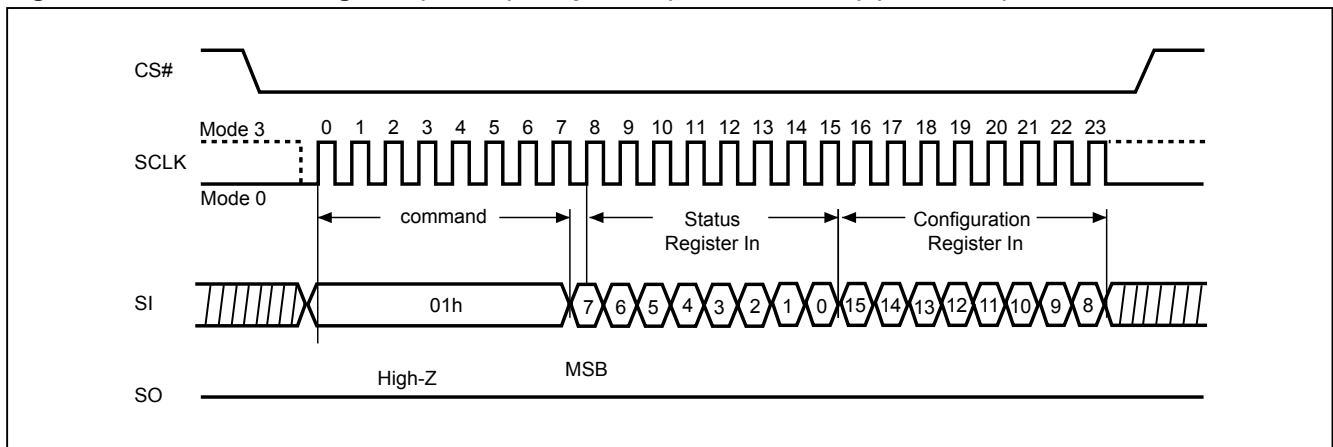 CS#
Mode 3 0 1 2 3 4 5 6 7 8 9 10 11 12 13 14 15 16 17 18 19 20 21 22 23
SCLK
Mode 0
command Status Configuration
Register In Register In
SI 01h 7 6 5 4 3 2 1 0 15 14 13 12 11 10 9 8
High-Z MSB
SO